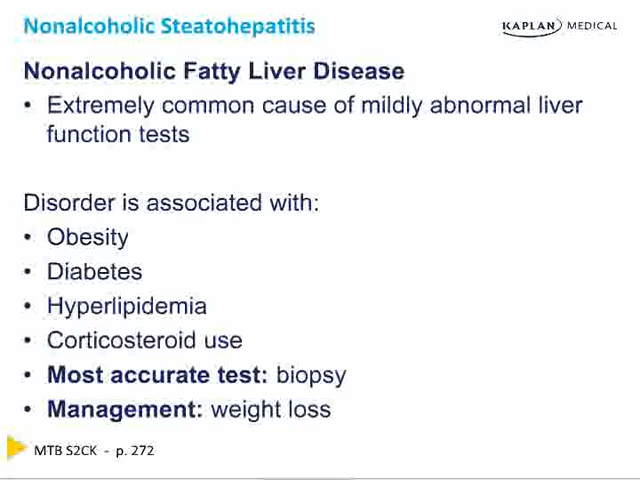 Nonalcoholic Steatohepatitis
KAPLAN MEDICAL
Nonalcoholic Fatty Liver Disease
• Extremely common cause of mildly abnormal liver
function tests
Disorder is associated with:
• Obesity
• Diabetes
• Hyperlipidemia
• Corticosteroid use
• Most accurate test: biopsy
• Management: weight loss
MTB S2CK - p. 272